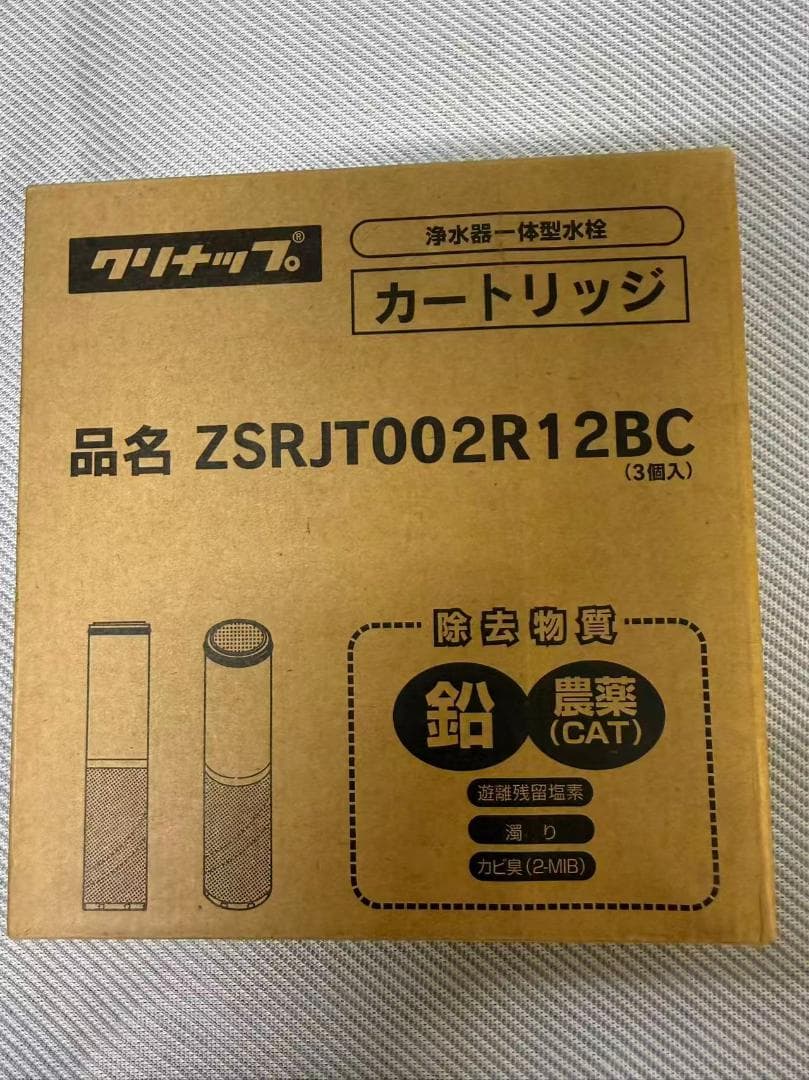 クリナップ®
浄水器一体型水栓
カートリッジ
品名 ZSRJT002R12BC
(3個入)
除去物質
鉛
農薬
(CAT)
遊離残留塩素
濁り
カビ臭(2-MIB)